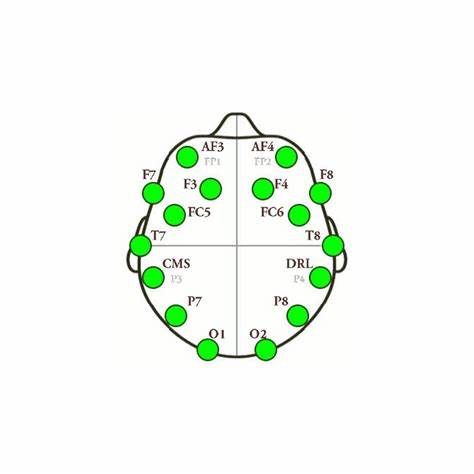 AF3 AF4
FP1 FP2
F7 F8
F3 F4
FC5 FC6
T7 T8
CMS DRL
P3 P4
P7 P8
O1 O2